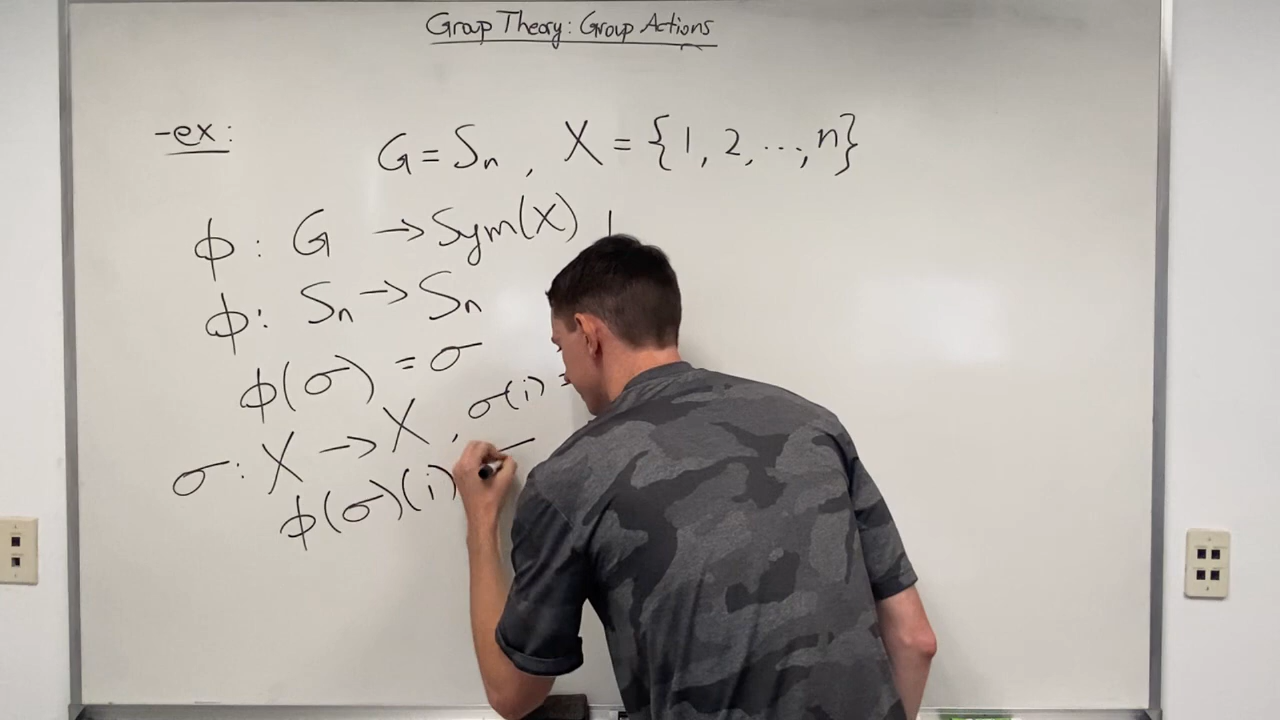 Group Theory: Group Actions
-ex: G = Sₙ, X = {1, 2, ..., n}
ϕ: G → Sym(X)
ϕ: Sₙ → Sₙ
ϕ(σ) = σ
σ: X → X, σ(i) =
ϕ(σ)(i)